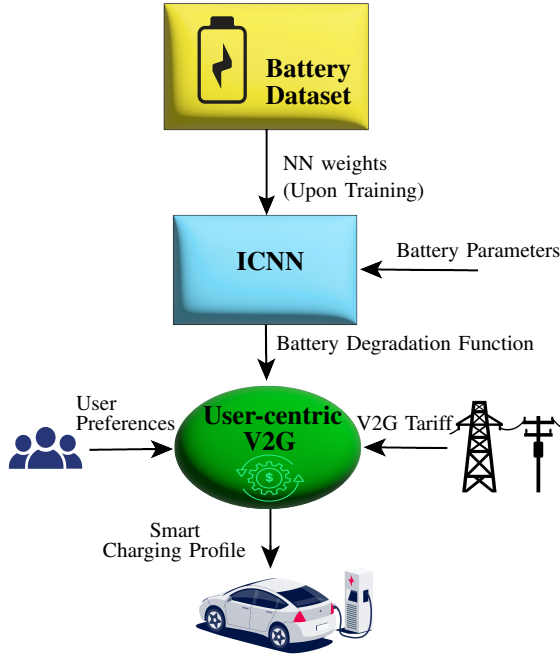 Battery
Dataset
NN weights
(Upon Training)
ICNN
Battery Parameters
Battery Degradation Function
User
Preferences
User-centric
V2G
V2G Tariff
$
Smart
Charging Profile